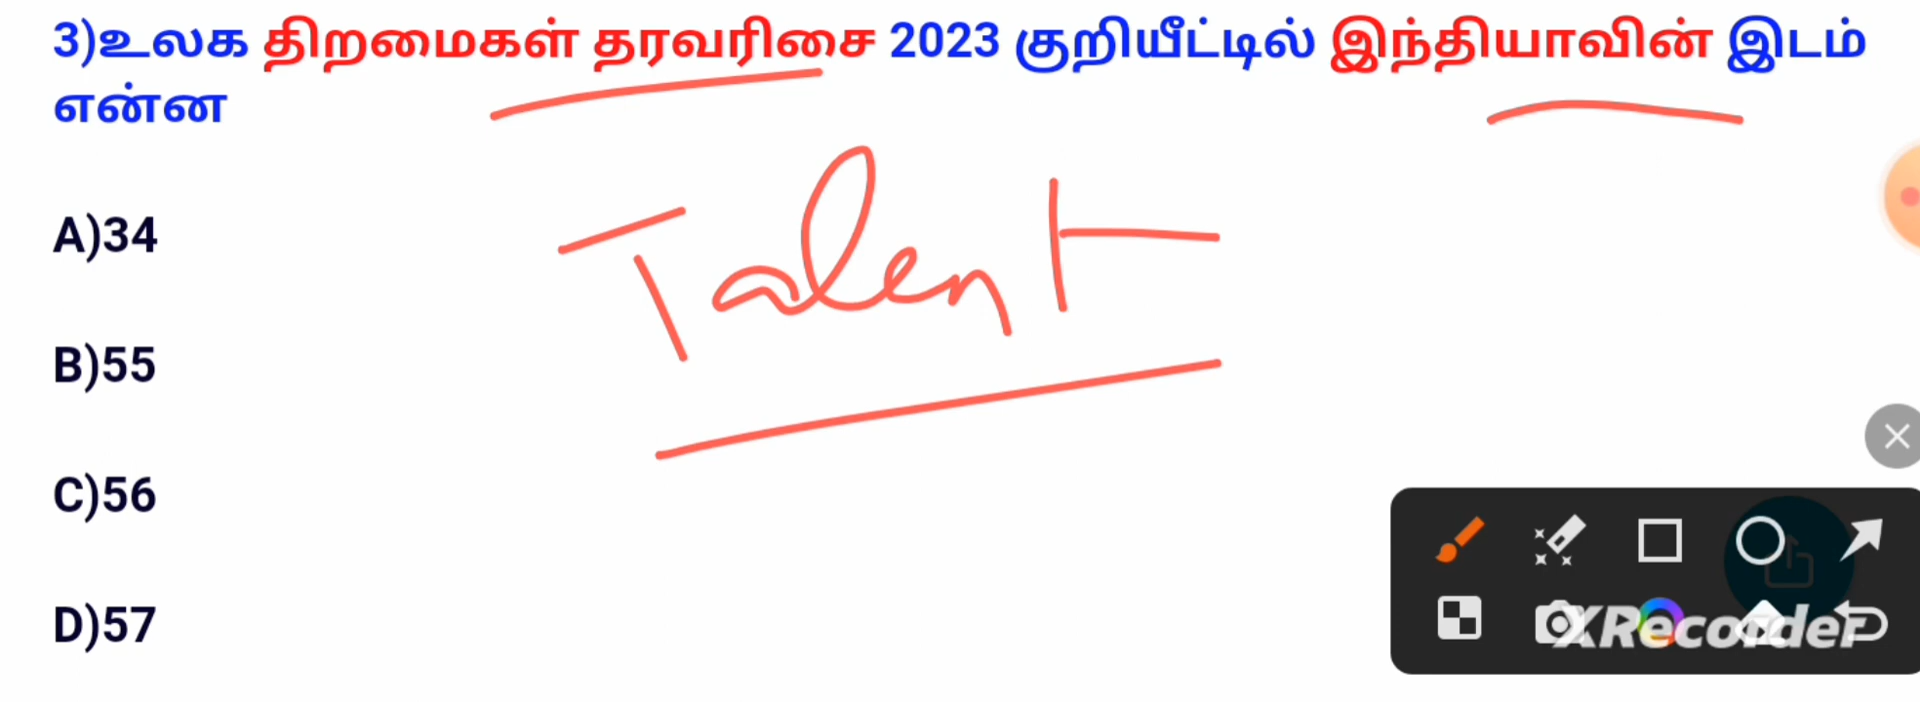 3)உலக திறமைகள் தரவரிசை 2023 குறியீட்டில் இந்தியாவின் இடம்
என்ன
Talent
A)34
B)55
C)56
D)57
XRecorder